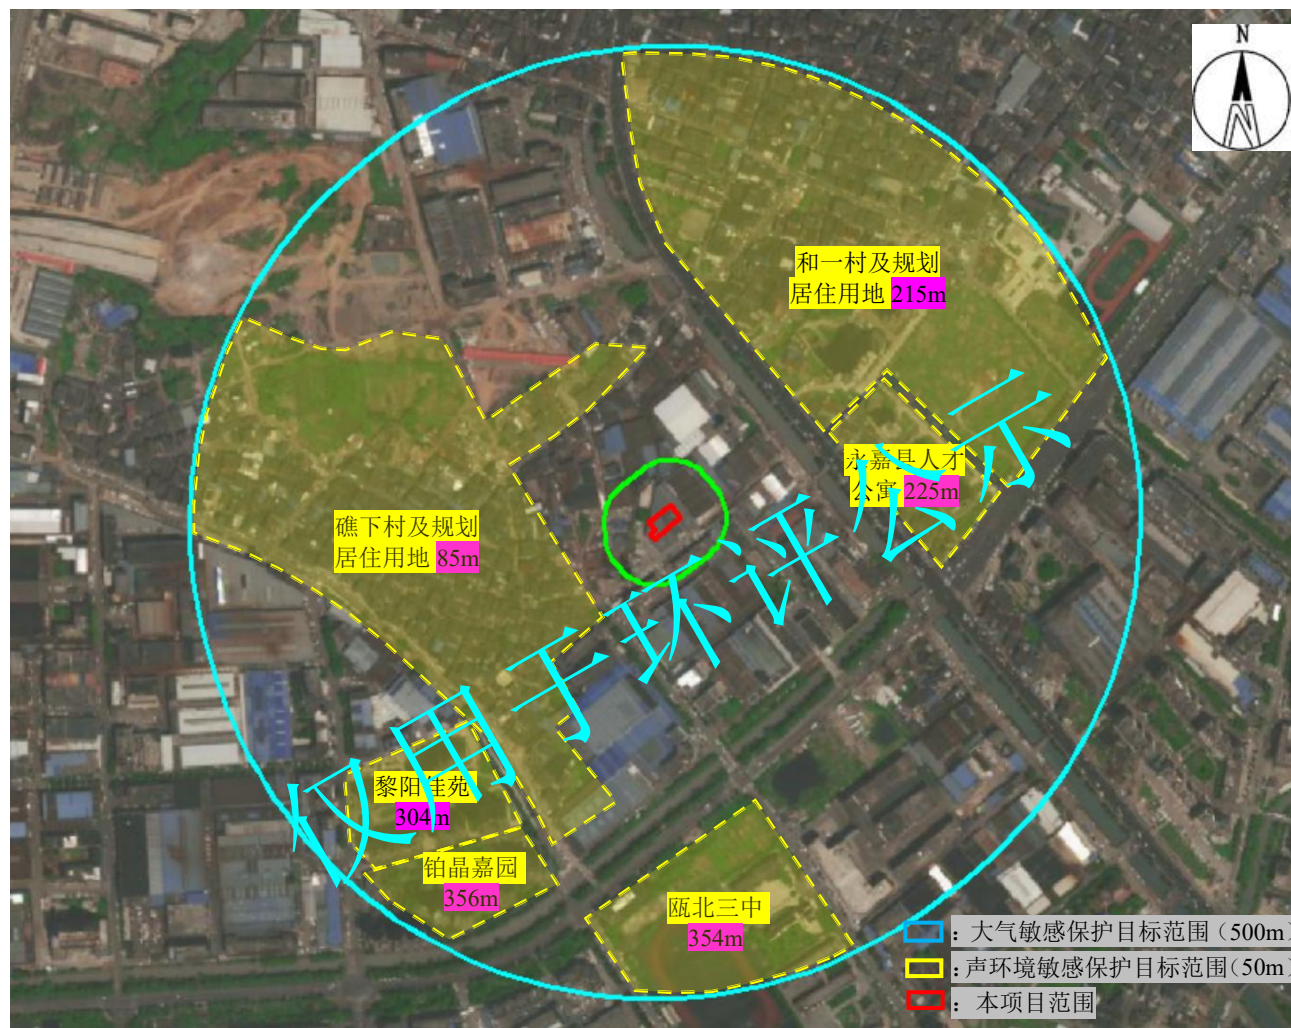 N
和一村及规划
居住用地 215m
永嘉县人才
公寓 225m
礁下村及规划
居住用地 85m
黎阳佳苑
304m
铂晶嘉园
356m
瓯北三中
354m
：大气敏感保护目标范围（500m）
：声环境敏感保护目标范围（50m）
：本项目范围
仅用于环评公示